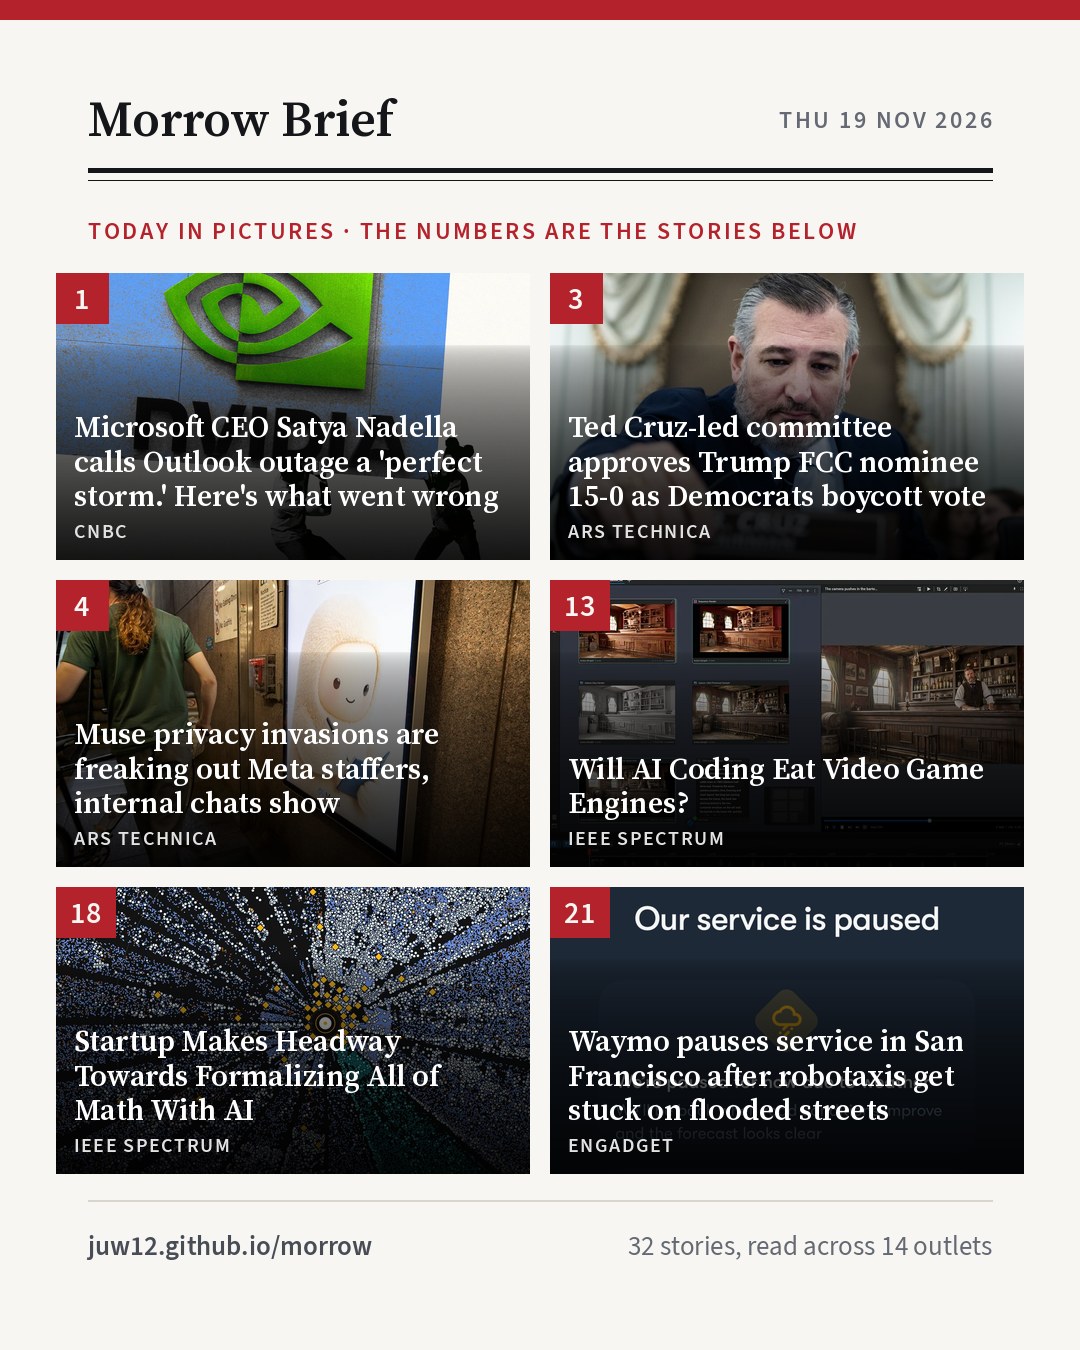 Morrow Brief
THU 19 NOV 2026
TODAY IN PICTURES · THE NUMBERS ARE THE STORIES BELOW
1
Microsoft CEO Satya Nadella
calls Outlook outage a 'perfect
storm.' Here's what went wrong
CNBC
3
Ted Cruz-led committee
approves Trump FCC nominee
15-0 as Democrats boycott vote
ARS TECHNICA
4
Muse privacy invasions are
freaking out Meta staffers,
internal chats show
ARS TECHNICA
13
Will AI Coding Eat Video Game
Engines?
IEEE SPECTRUM
18
Startup Makes Headway
Towards Formalizing All of
Math With AI
IEEE SPECTRUM
21
Our service is paused
Waymo pauses service in San
Francisco after robotaxis get
stuck on flooded streets
and the forecast looks clear
ENGADGET
juw12.github.io/morrow
32 stories, read across 14 outlets